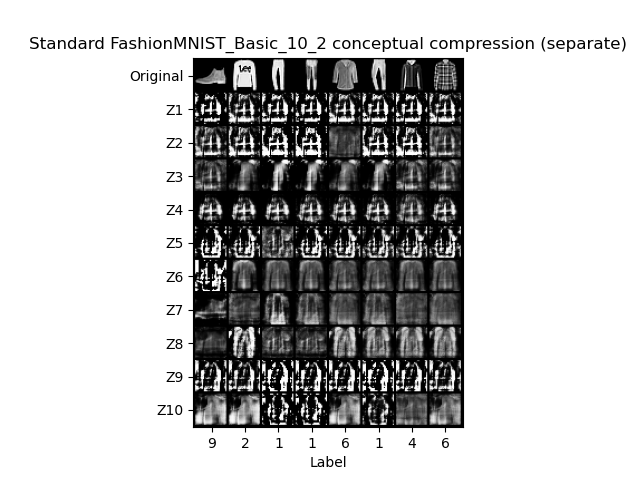 Standard FashionMNIST_Basic_10_2 conceptual compression (separate)
Original
Z1
Z2
Z3
Z4
Z5
Z6
Z7
Z8
Z9
Z10
9 2 1 1 6 1 4 6
Label